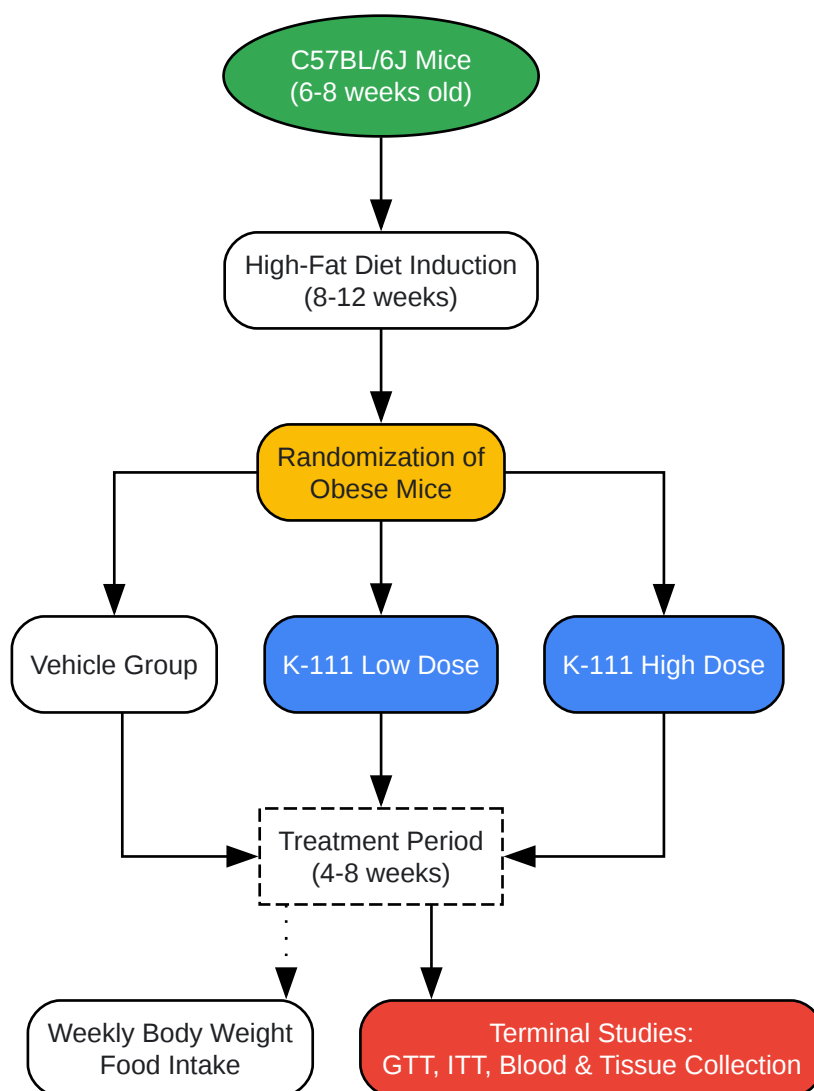 C57BL/6J Mice
(6-8 weeks old)
High-Fat Diet Induction
(8-12 weeks)
Randomization of
Obese Mice
Vehicle Group
K-111 Low Dose
K-111 High Dose
Treatment Period
(4-8 weeks)
Weekly Body Weight
Food Intake
Terminal Studies:
GTT, ITT, Blood & Tissue Collection